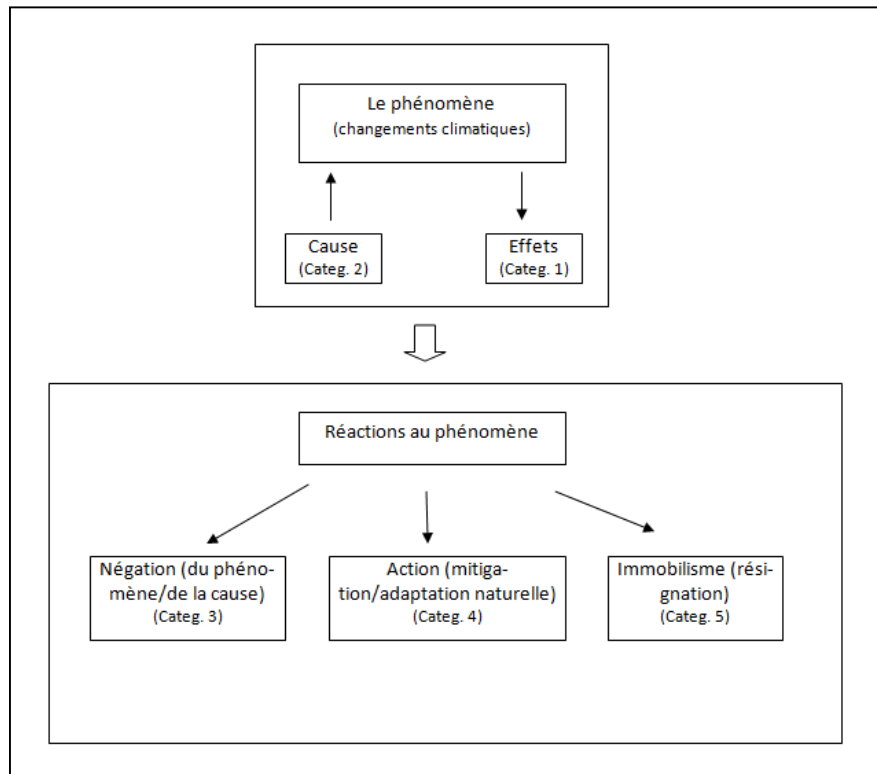 Le phénomène
(changements climatiques)
Cause
(Categ. 2)
Effets
(Categ. 1)
Réactions au phénomène
Négation (du phéno-
mène/de la cause)
(Categ. 3)
Action (mitiga-
tion/adaptation naturelle)
(Categ. 4)
Immobilisme (rési-
gnation)
(Categ. 5)